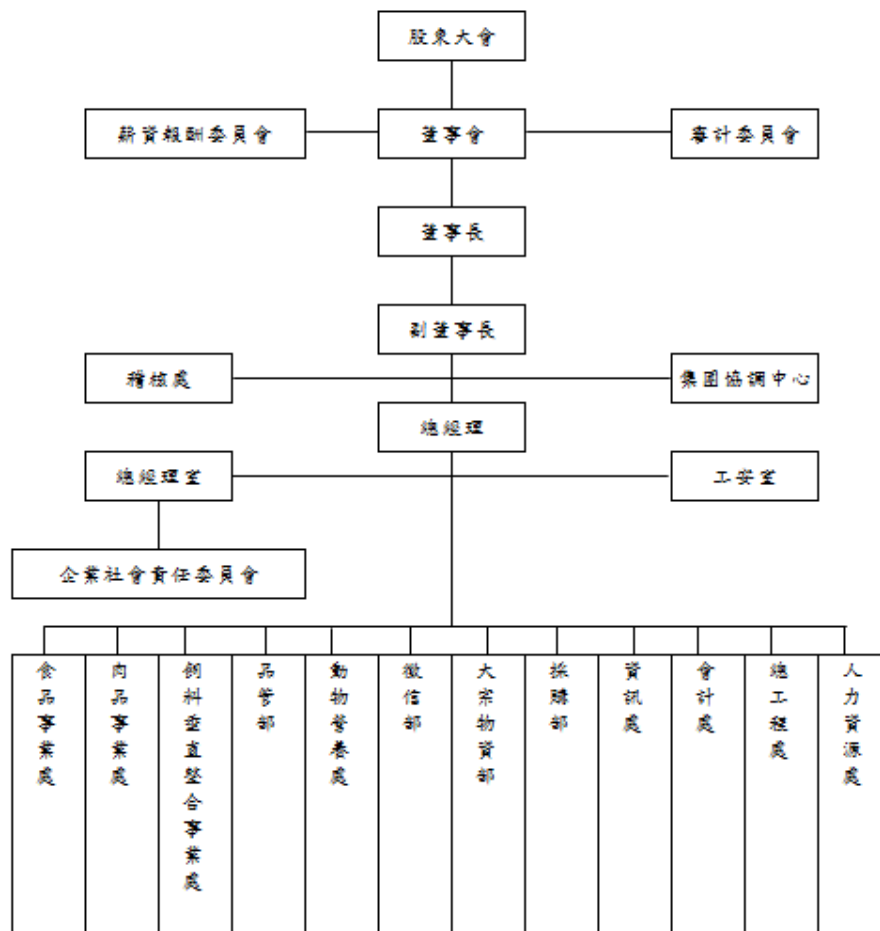 股東大會
薪資報酬委員會
董事會
審計委員會
董事長
副董事長
稽核處
集團協調中心
總經理
總經理室
工安室
企業社會責任委員會
食品事業處
肉品事業處
飼料垂直整合事業處
品管部
動物營養處
徵信部
大宗物資部
採購部
資訊處
會計處
總工程處
人力資源處